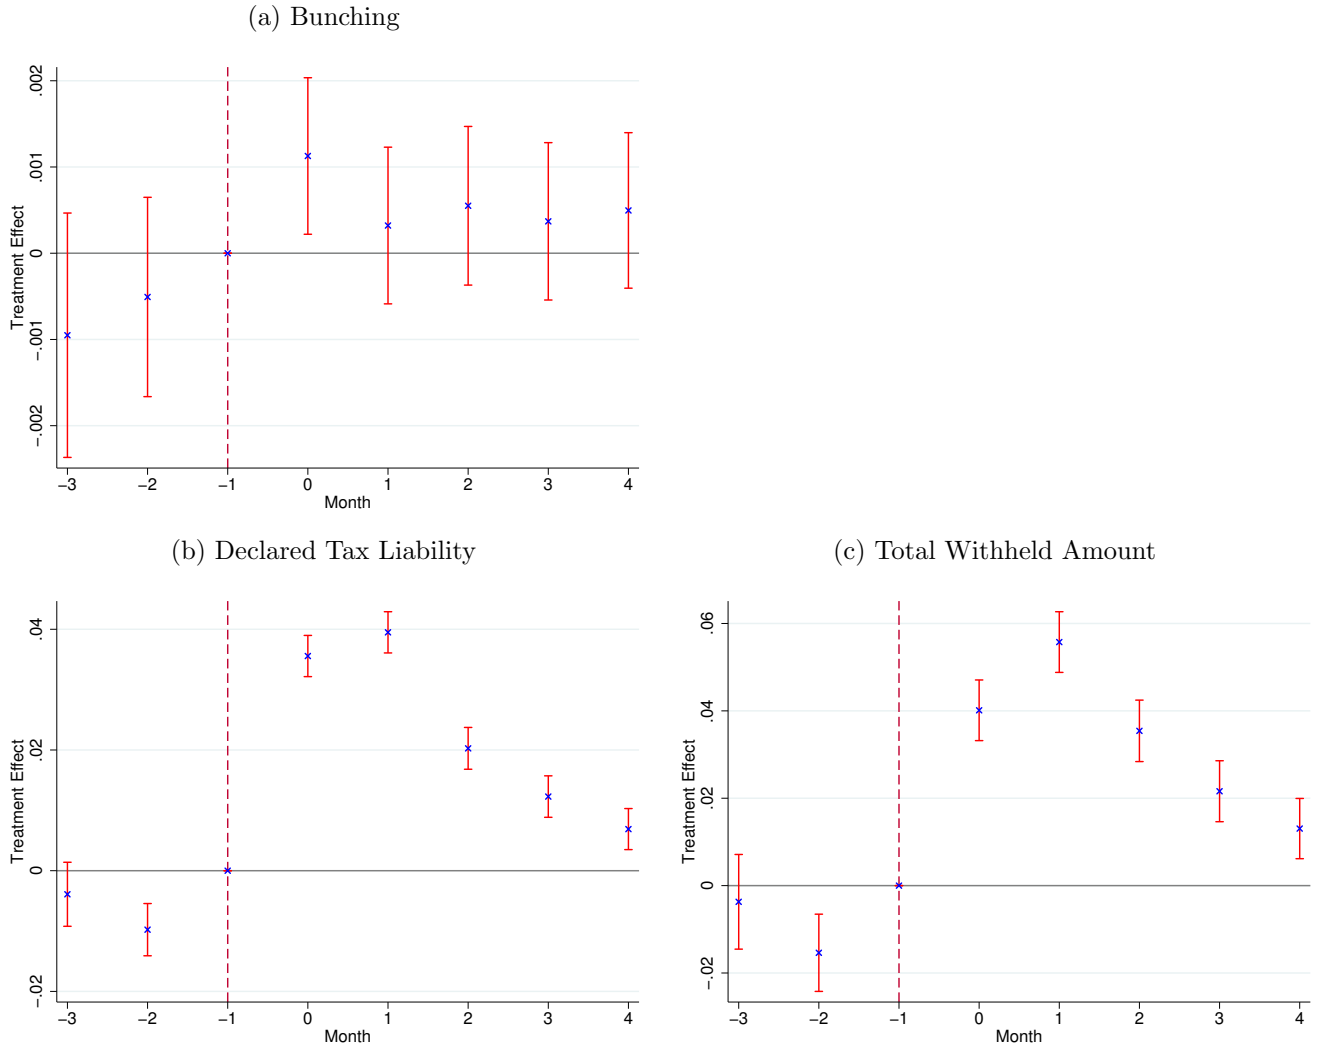 (a) Bunching
Treatment Effect
.002
.001
0
-.001
-.002
−3 −2 −1 0 1 2 3 4
Month
(b) Declared Tax Liability
Treatment Effect
.04
.02
0
-.02
−3 −2 −1 0 1 2 3 4
Month
(c) Total Withheld Amount
Treatment Effect
.06
.04
.02
0
-.02
−3 −2 −1 0 1 2 3 4
Month